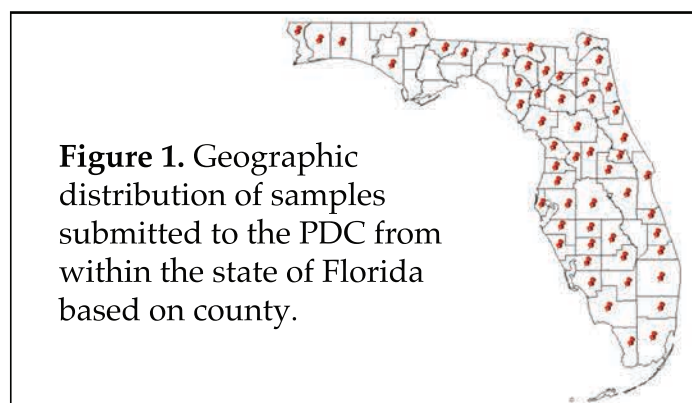 Figure 1. Geographic
distribution of samples
submitted to the PDC from
within the state of Florida
based on county.